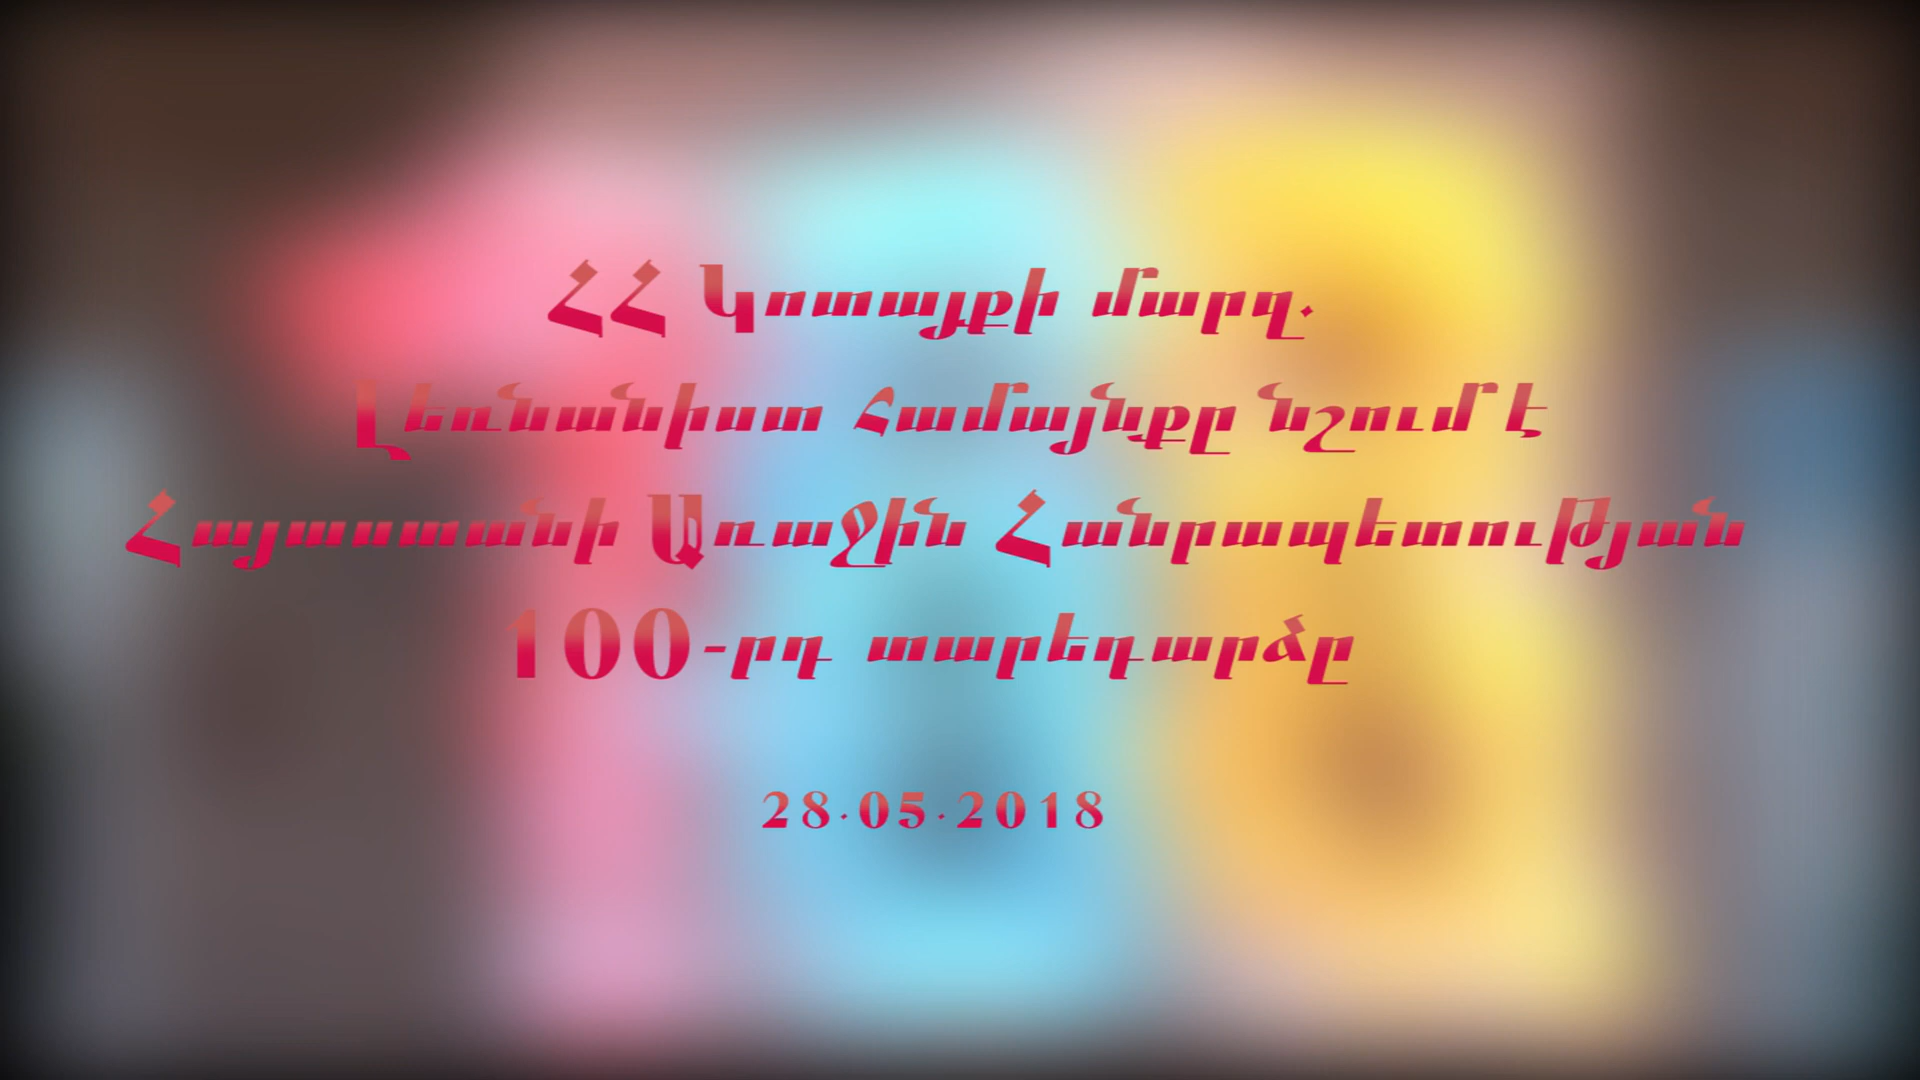 ՀՀ Կոտայքի մարզ.
Լեռնանիստ Համայնքը նշում է
Հայաստանի Առաջին Հանրապետության
100-րդ տարեդարձը
28.05.2018